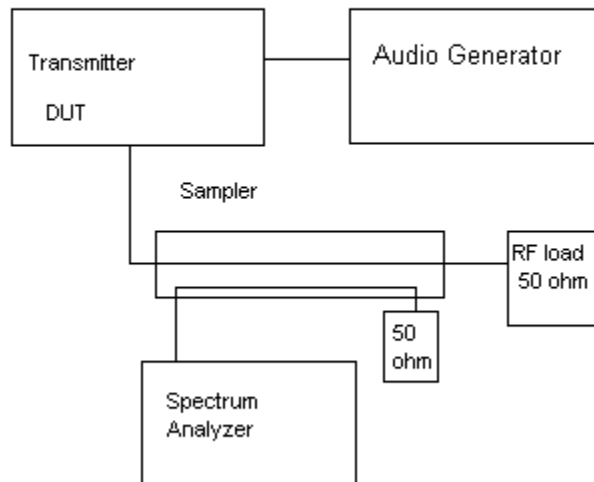 Transmitter
DUT
Audio Generator
Sampler
RF load
50 ohm
50
ohm
Spectrum
Analyzer